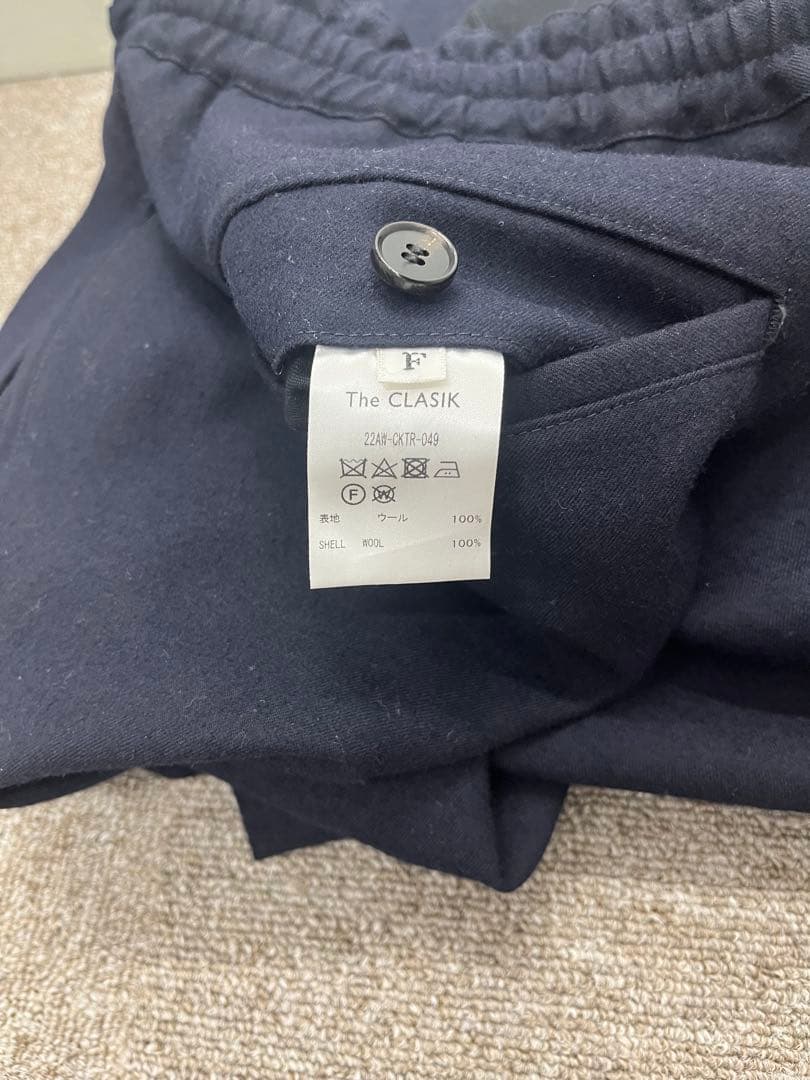 F
The CLASIK
22AW-CKTR-049
F W
表地 ウール 100%
SHELL WOOL 100%